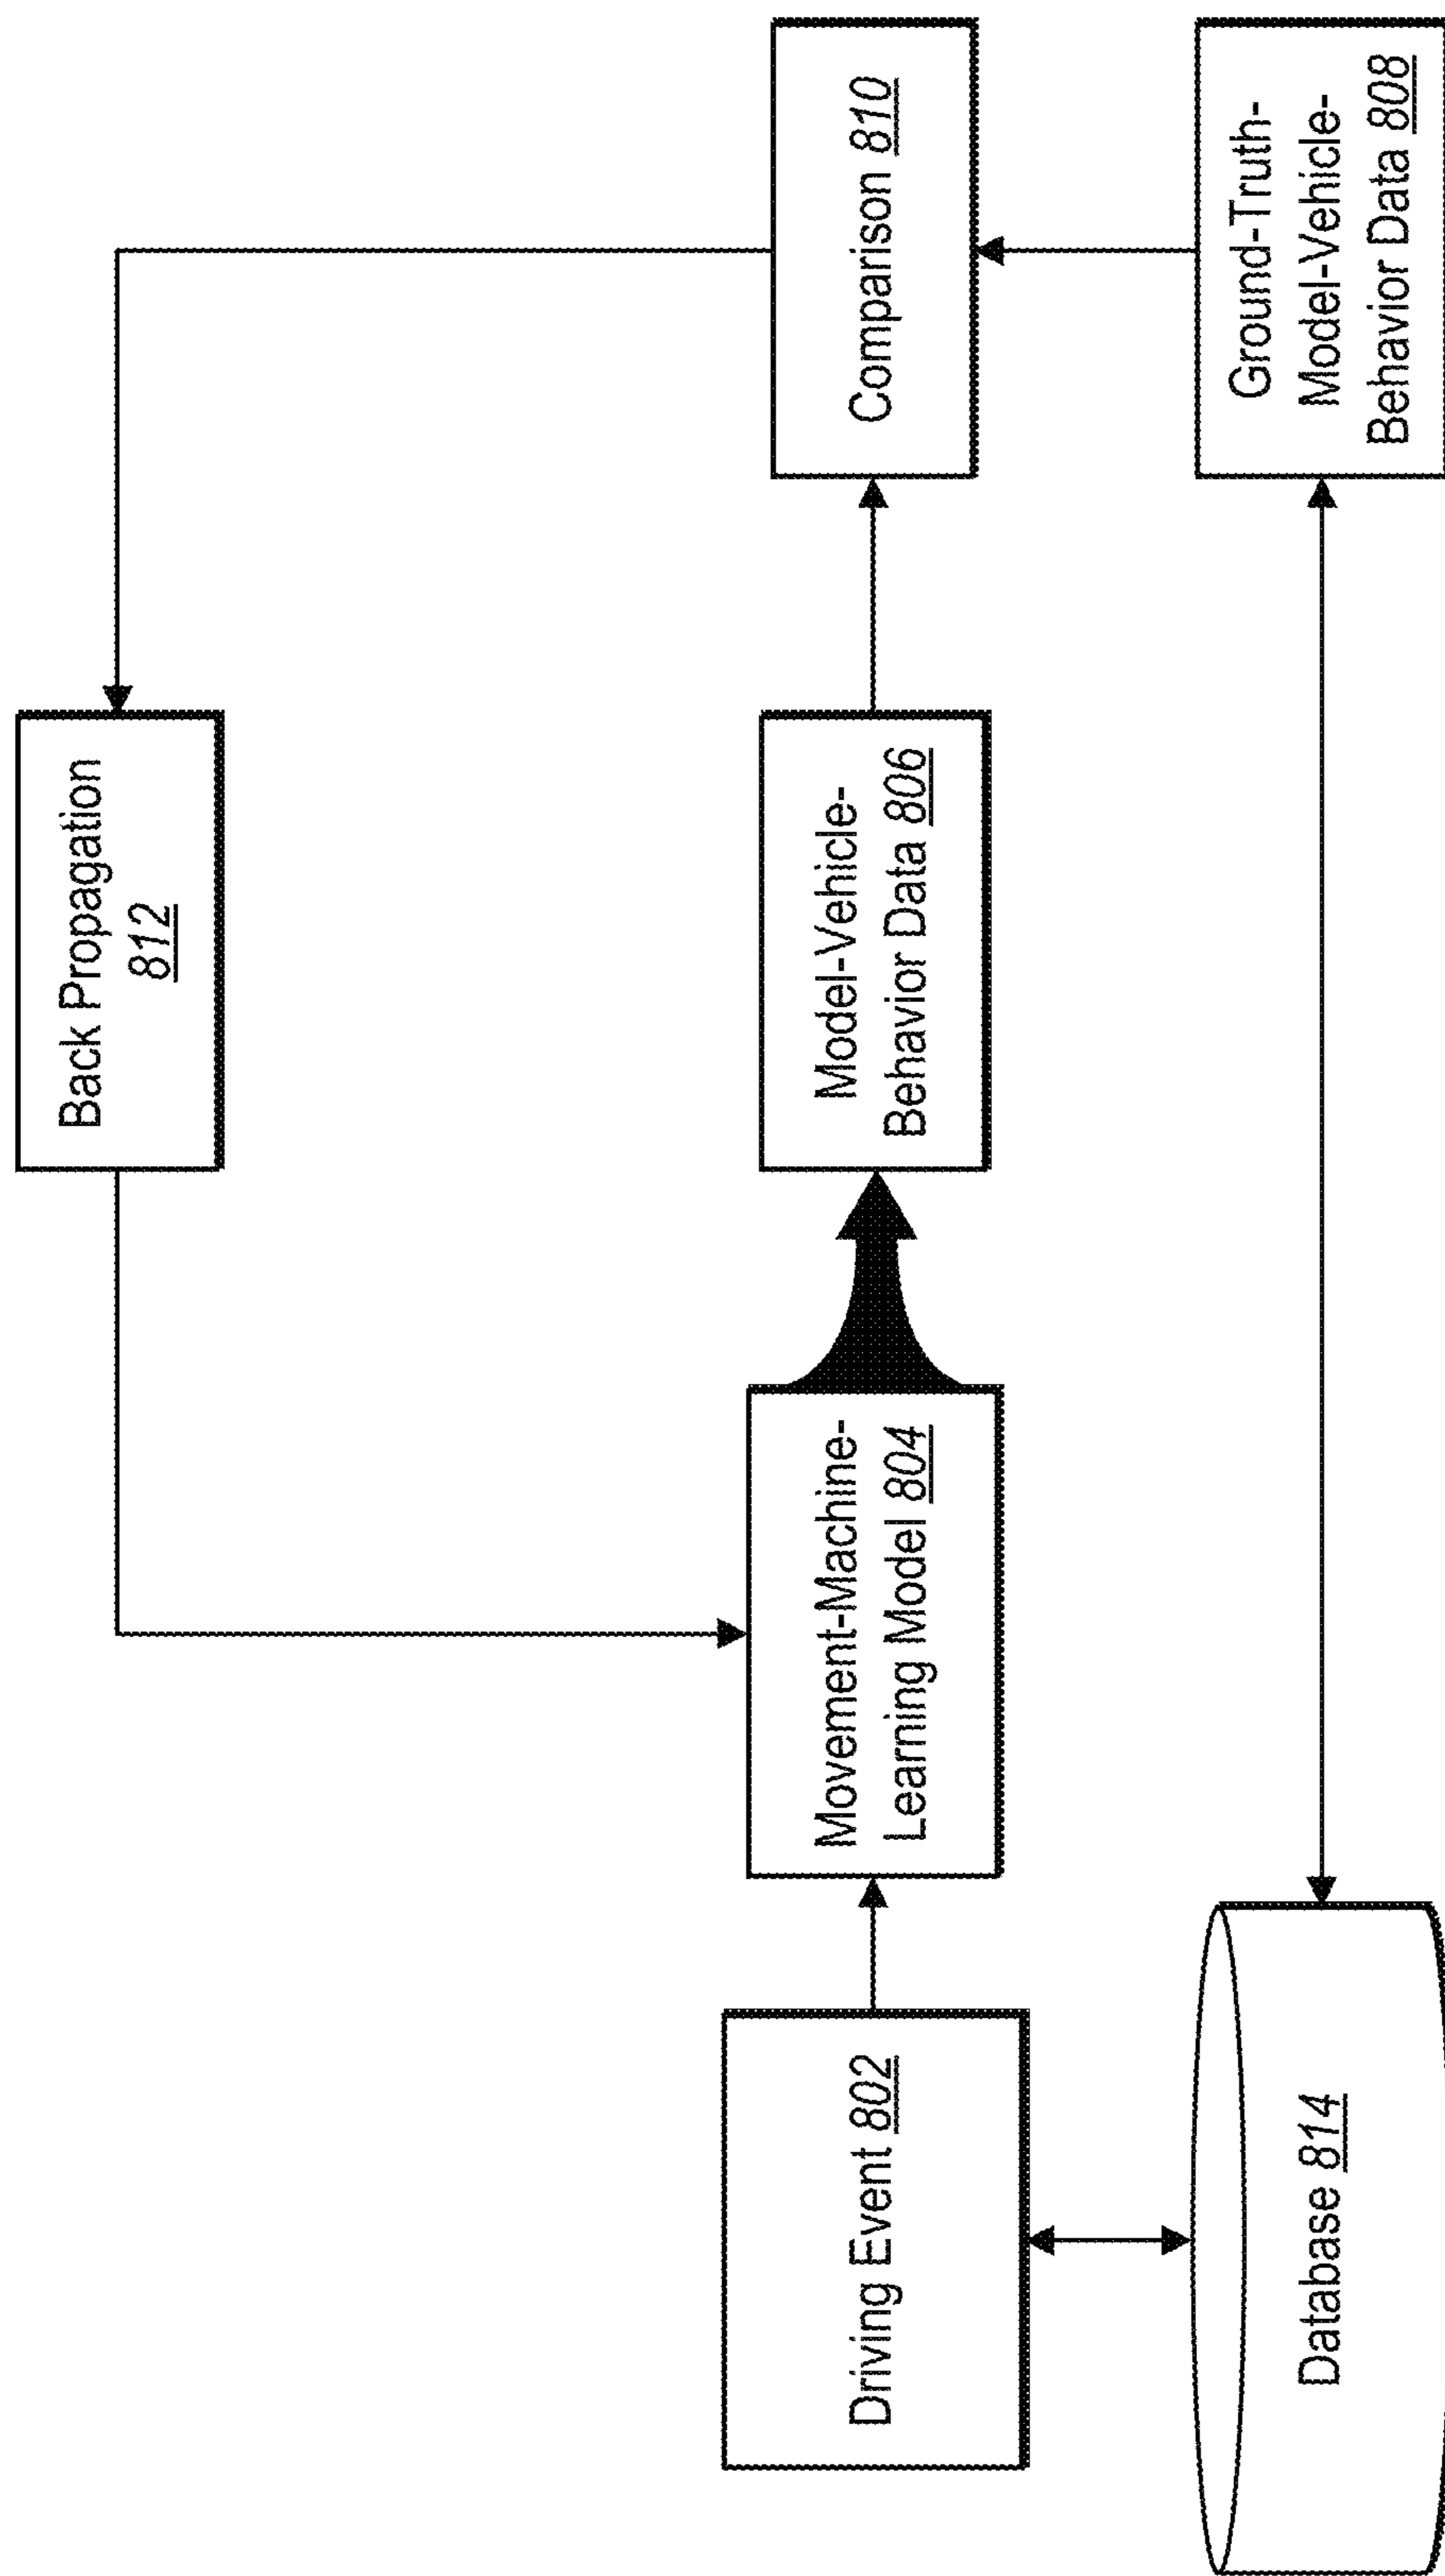 Back Propagation
812
Driving Event 802
Movement-Machine-
Learning Model 804
Model-Vehicle-
Behavior Data 806
Comparison 810
Database 814
Ground-Truth-
Model-Vehicle-
Behavior Data 808